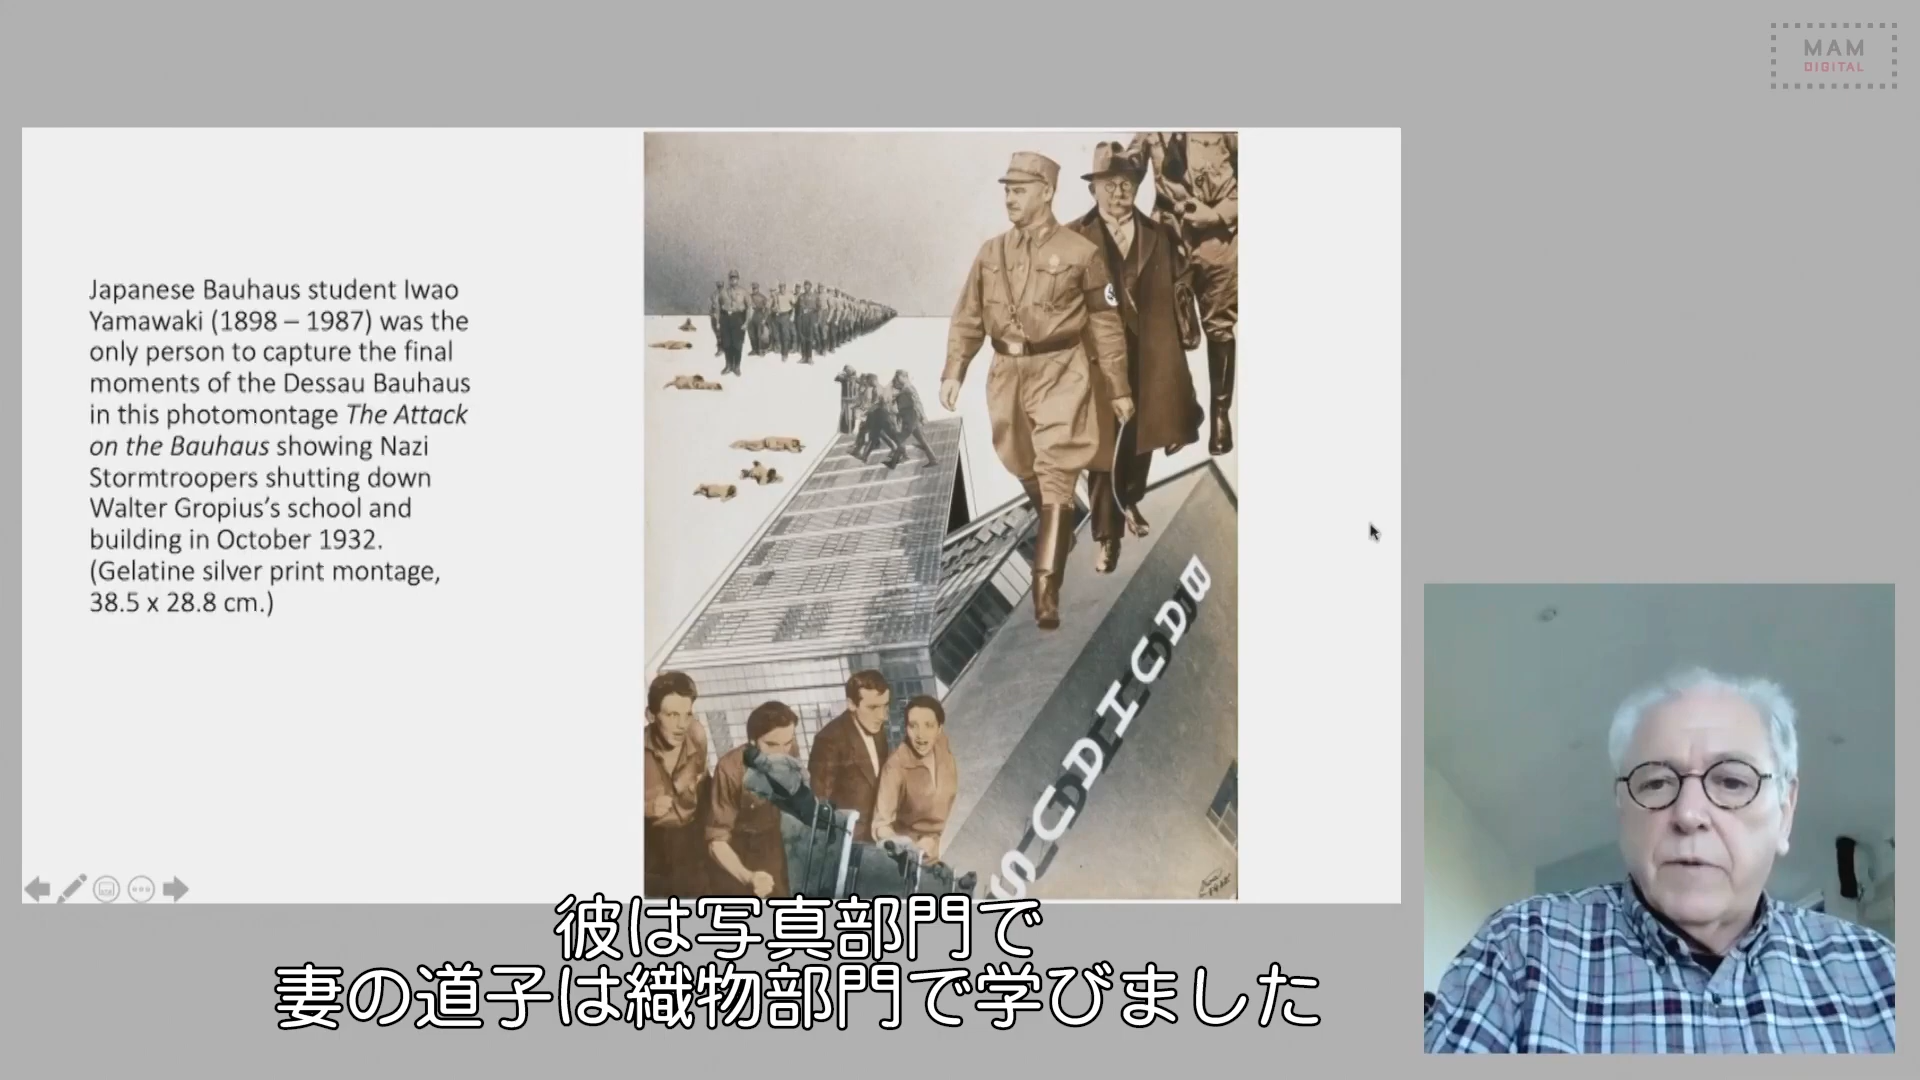 MAM
DIGITAL
Japanese Bauhaus student Iwao
Yamawaki (1898 – 1987) was the
only person to capture the final
moments of the Dessau Bauhaus
in this photomontage The Attack
on the Bauhaus showing Nazi
Stormtroopers shutting down
Walter Gropius’s school and
building in October 1932.
(Gelatine silver print montage,
38.5 x 28.8 cm.)
彼は写真部門で
妻の道子は織物部門で学びました